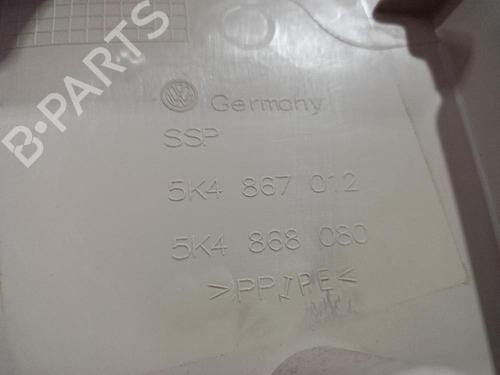 B-PARTS
Germany
SSP
5K4 867 012
5K4 868 080
>PP/PE<